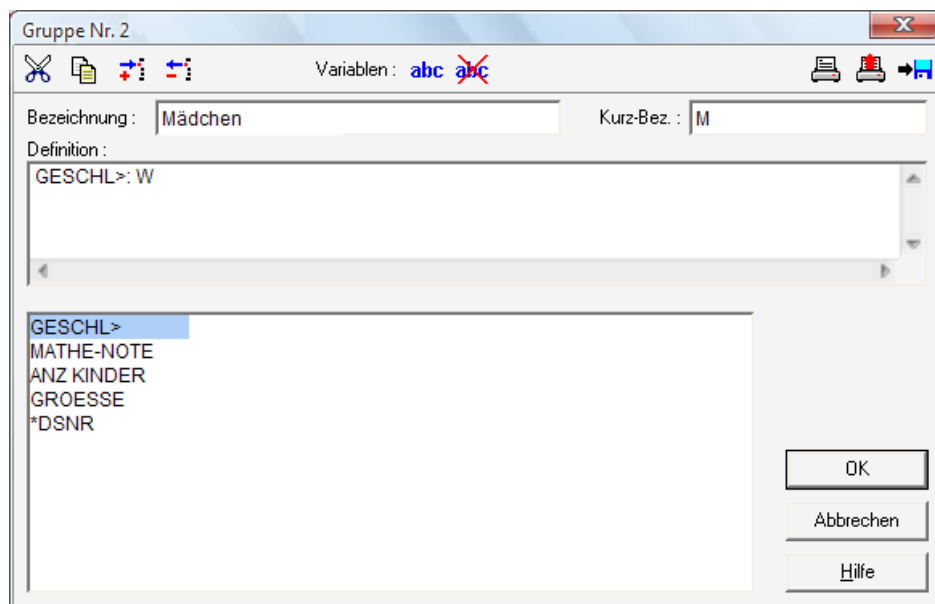 Gruppe Nr. 2
Variablen : abc abc
Bezeichnung : Mädchen Kurz-Bez. : M
Definition :
GESCHL>: W
GESCHL>
MATHE-NOTE
ANZ KINDER
GROESSE
*DSNR
OK
Abbrechen
Hilfe